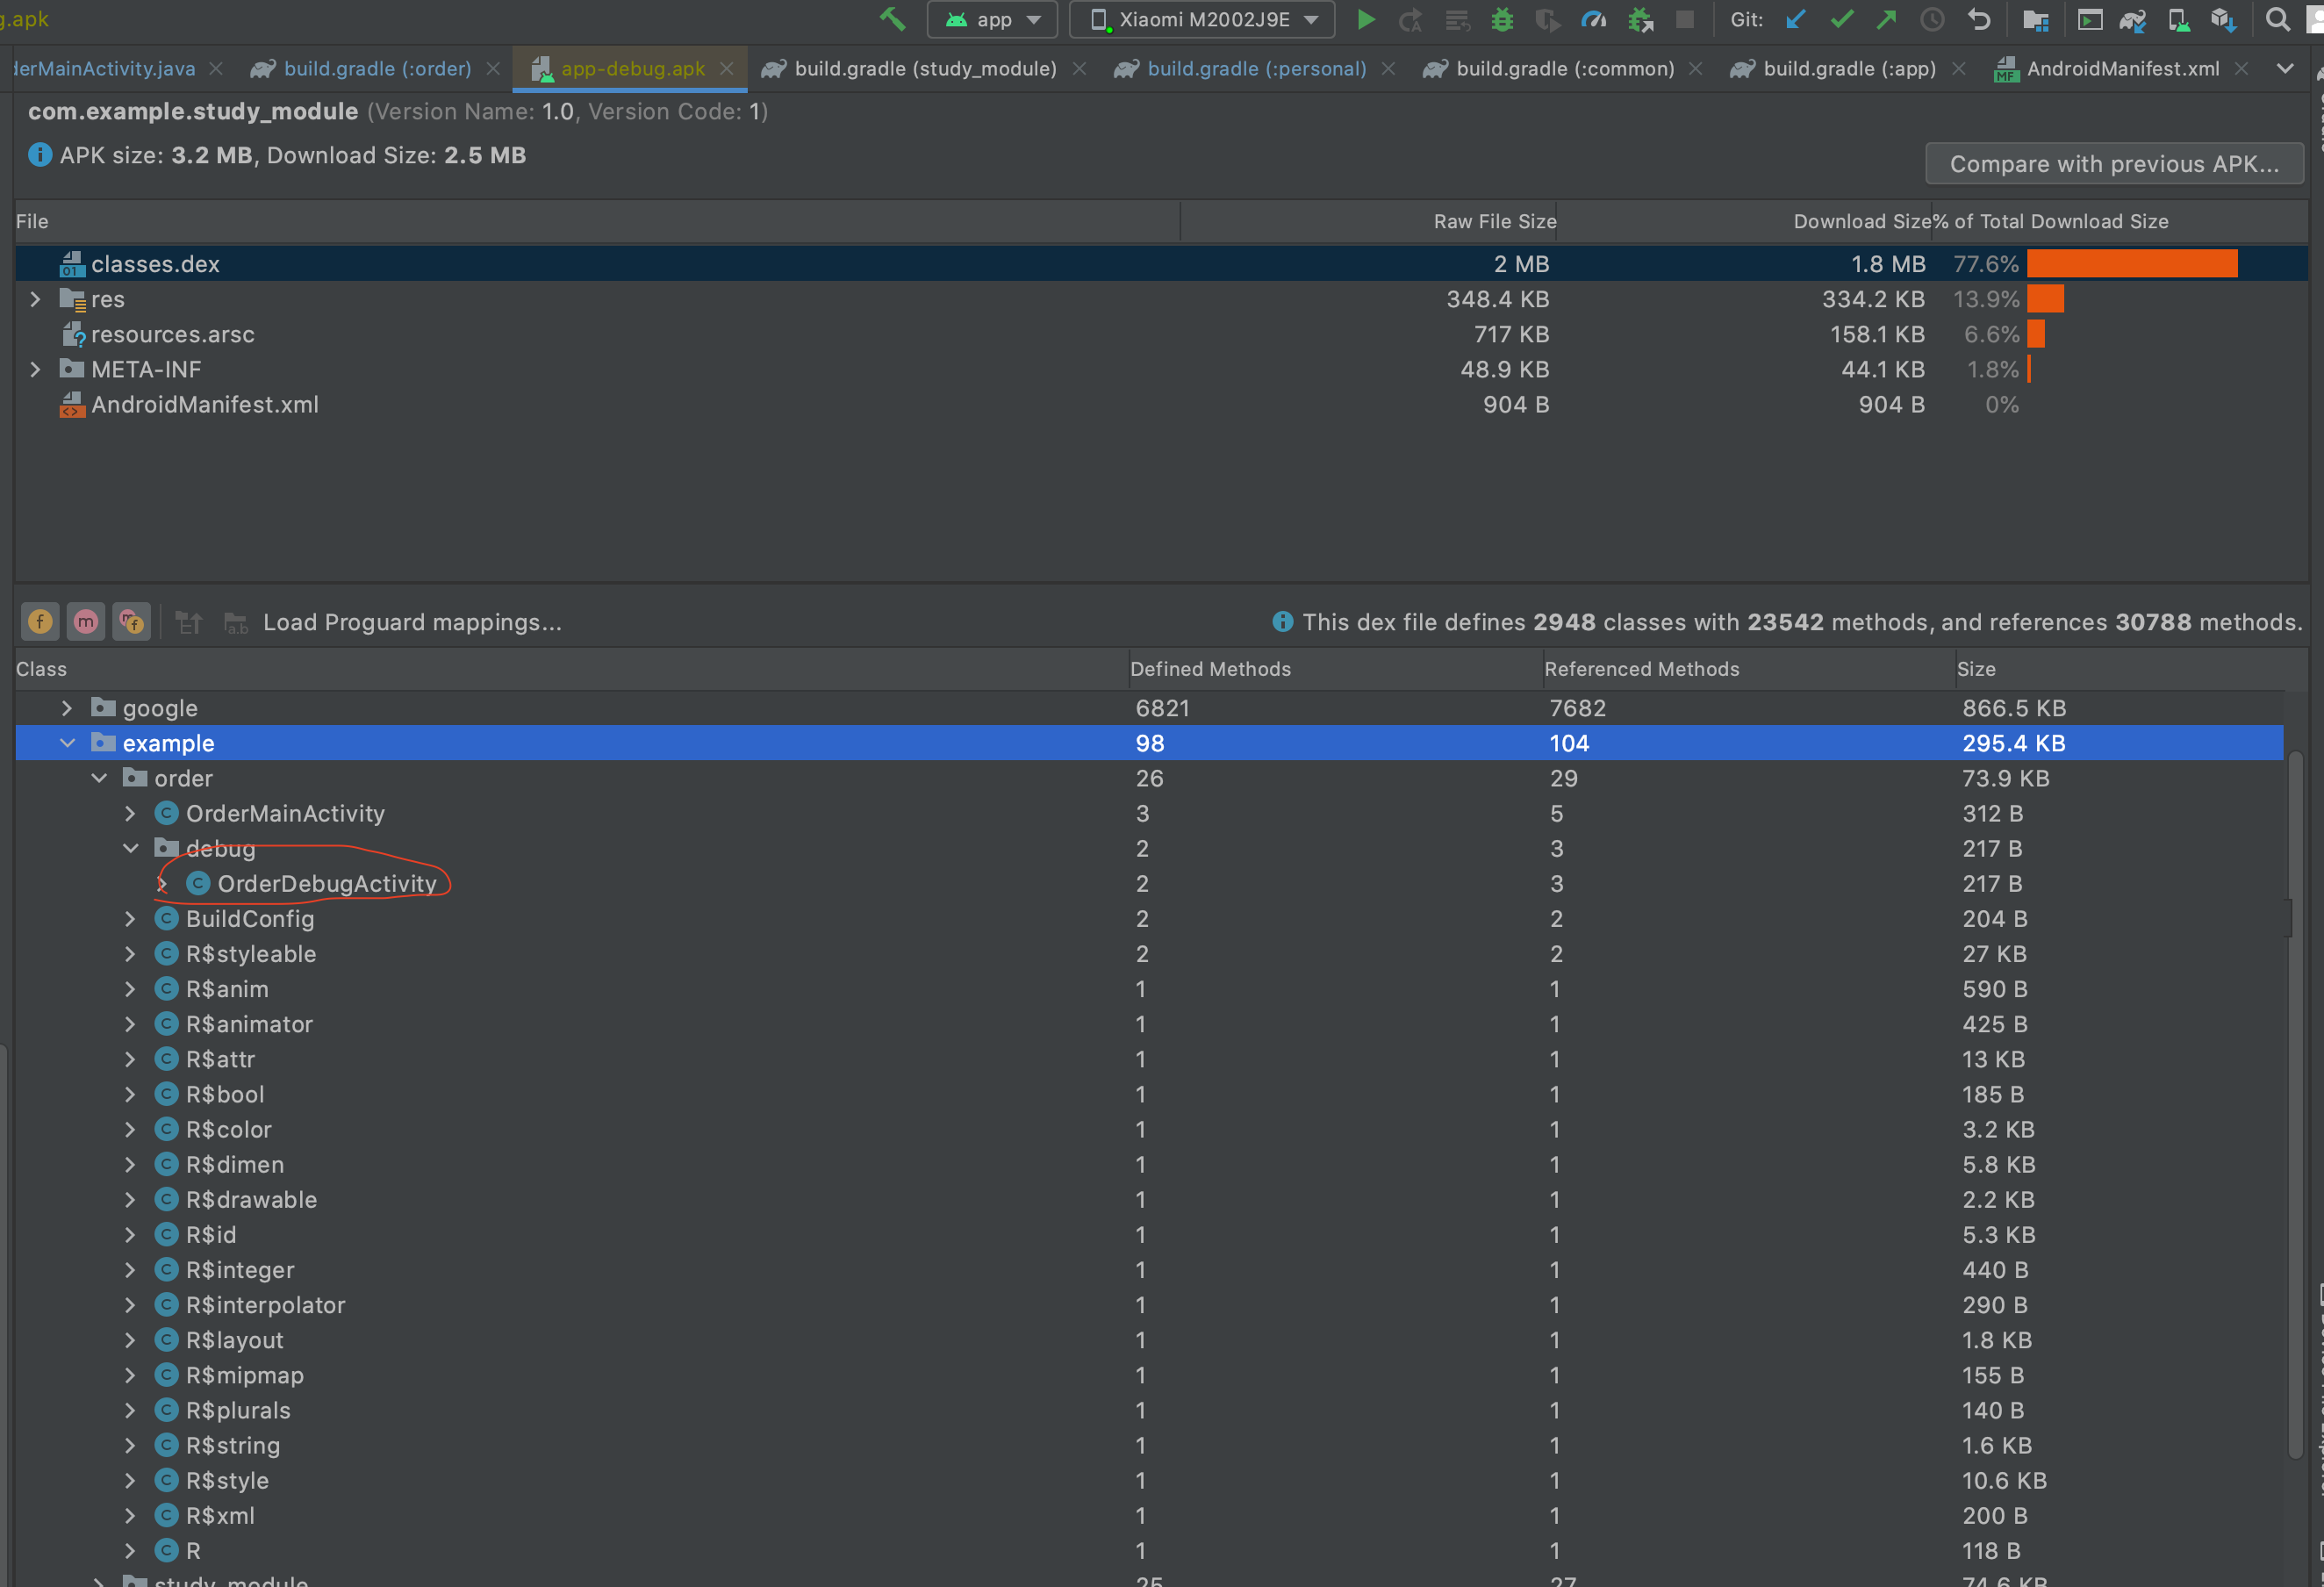 g.apk
app
Xiaomi M2002J9E
Git:
derMainActivity.java
build.gradle (:order)
app-debug.apk
build.gradle (study_module)
build.gradle (:personal)
build.gradle (:common)
build.gradle (:app)
AndroidManifest.xml
com.example.study_module (Version Name: 1.0, Version Code: 1)
APK size: 3.2 MB, Download Size: 2.5 MB
Compare with previous APK...
File Raw File Size Download Size % of Total Download Size
classes.dex 2 MB 1.8 MB 77.6%
res 348.4 KB 334.2 KB 13.9%
resources.arsc 717 KB 158.1 KB 6.6%
META-INF 48.9 KB 44.1 KB 1.8%
AndroidManifest.xml 904 B 904 B 0%
Load Proguard mappings...
This dex file defines 2948 classes with 23542 methods, and references 30788 methods.
Class Defined Methods Referenced Methods Size
google 6821 7682 866.5 KB
example 98 104 295.4 KB
order 26 29 73.9 KB
OrderMainActivity 3 5 312 B
debug 2 3 217 B
OrderDebugActivity 2 3 217 B
BuildConfig 2 2 204 B
R$styleable 2 2 27 KB
R$anim 1 1 590 B
R$animator 1 1 425 B
R$attr 1 1 13 KB
R$bool 1 1 185 B
R$color 1 1 3.2 KB
R$dimen 1 1 5.8 KB
R$drawable 1 1 2.2 KB
R$id 1 1 5.3 KB
R$integer 1 1 440 B
R$interpolator 1 1 290 B
R$layout 1 1 1.8 KB
R$mipmap 1 1 155 B
R$plurals 1 1 140 B
R$string 1 1 1.6 KB
R$style 1 1 10.6 KB
R$xml 1 1 200 B
R 1 1 118 B
study_module 25 27 74.6 KB